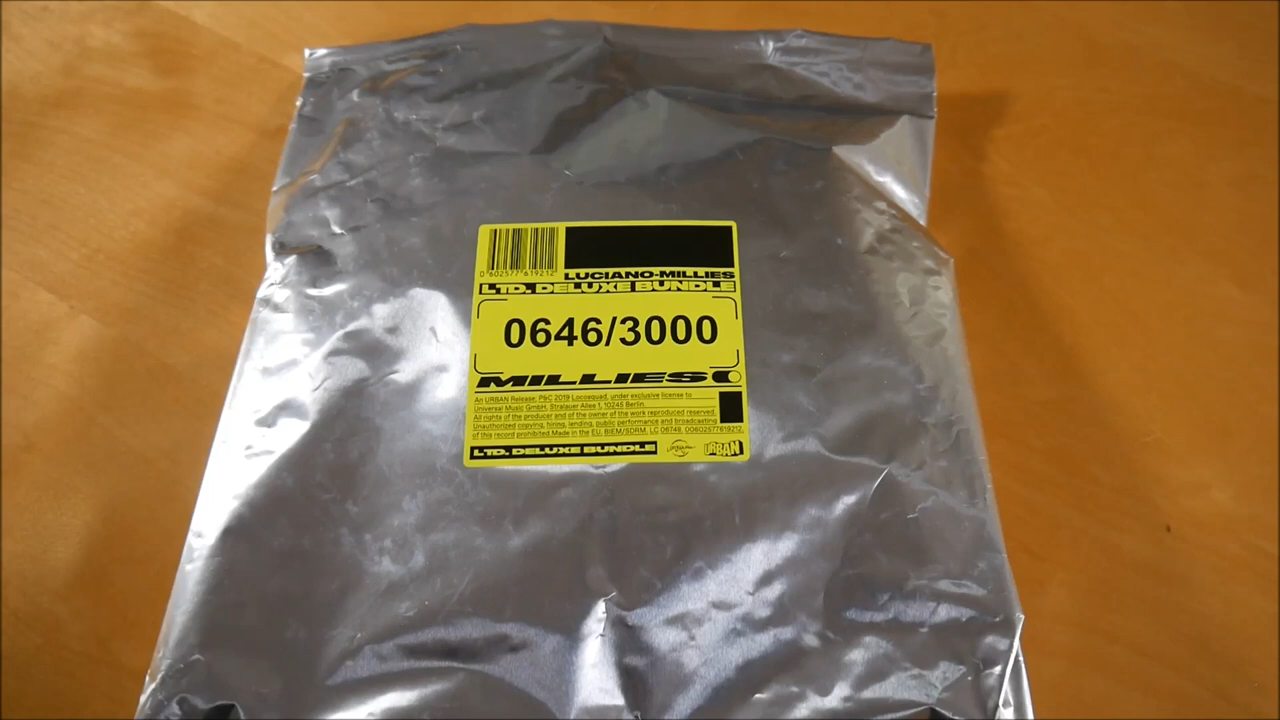 0 602577 619212
LUCIANO-MILLIES
LTD. DELUXE BUNDLE
0646/3000
MILLIES
An URBAN Release, P&C 2019 Locosquad, under exclusive license to
Universal Music GmbH, Stralauer Allee 1, 10245 Berlin.
All rights of the producer and of the owner of the work reproduced reserved.
Unauthorized copying, hiring, lending, public performance and broadcasting
of this record prohibited. Made in the EU, BIEM/SDRM, LC 06748, 00602577619212.
LTD. DELUXE BUNDLE
URBAN